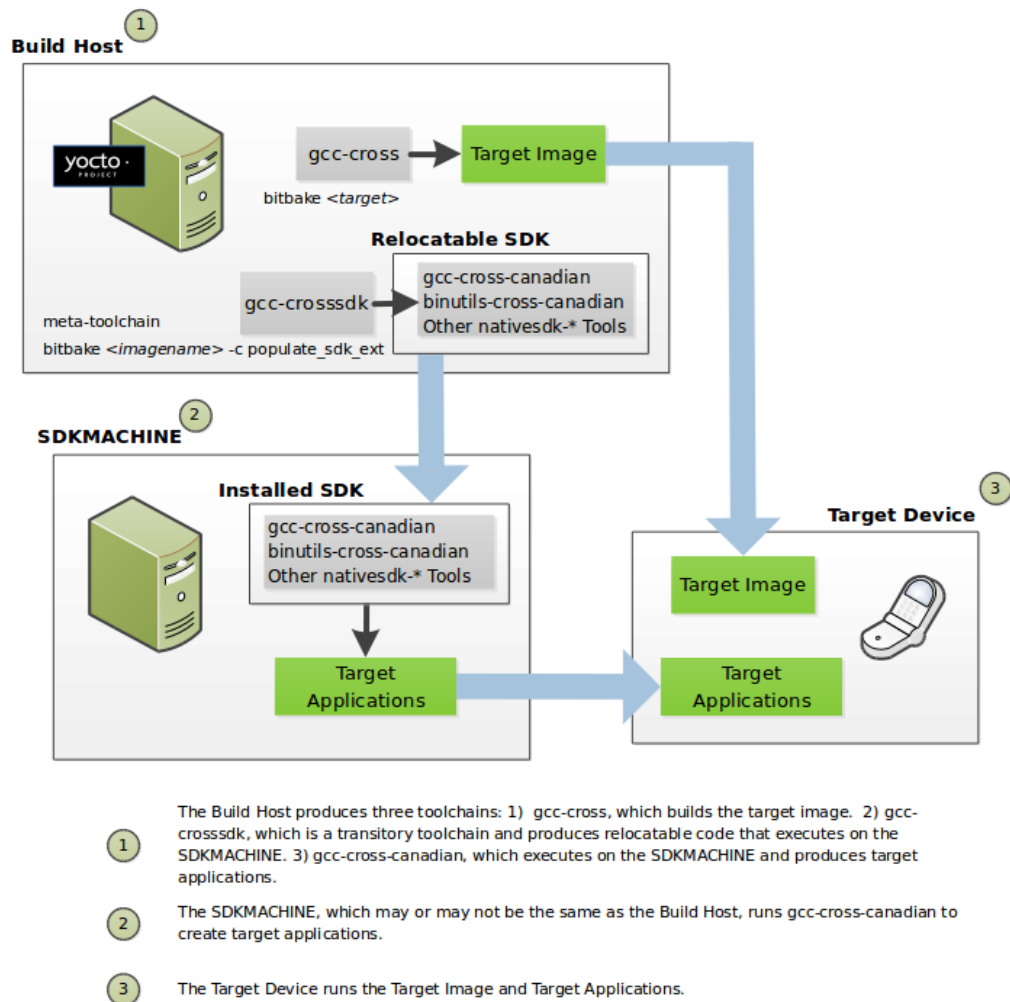 1
Build Host
yocto ·
PROJECT
gcc-cross
Target Image
bitbake <target>
Relocatable SDK
gcc-crosssdk
gcc-cross-canadian
binutils-cross-canadian
Other nativesdk-* Tools
meta-toolchain
bitbake <imagename> -c populate_sdk_ext
2
SDKMACHINE
Installed SDK
gcc-cross-canadian
binutils-cross-canadian
Other nativesdk-* Tools
Target
Applications
3
Target Device
Target Image
Target
Applications
1
The Build Host produces three toolchains: 1)  gcc-cross, which builds the target image.  2) gcc-
crosssdk, which is a transitory toolchain and produces relocatable code that executes on the
SDKMACHINE. 3) gcc-cross-canadian, which executes on the SDKMACHINE and produces target
applications.
2
The SDKMACHINE, which may or may not be the same as the Build Host, runs gcc-cross-canadian to
create target applications.
3
The Target Device runs the Target Image and Target Applications.